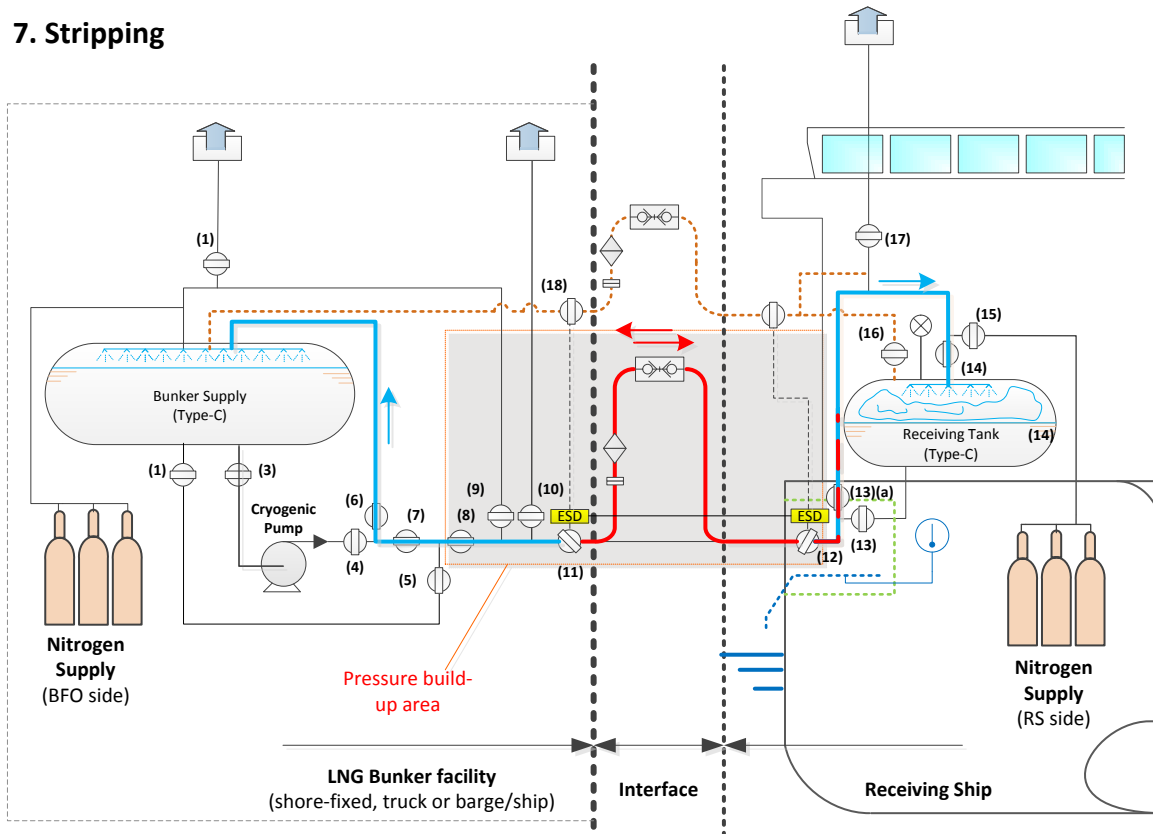 7. Stripping
(1)
(17)
(18)
(15)
(16)
(14)
Bunker Supply
(Type-C)
Receiving Tank
(Type-C)
(14)
(1)
(3)
(9)
(10)
(13)(a)
(6)
(7)
(8)
ESD
ESD
Cryogenic
Pump
(4)
(5)
(11)
(12)
(13)
Nitrogen
Supply
(BFO side)
Nitrogen
Supply
(RS side)
Pressure build-
up area
LNG Bunker facility
(shore-fixed, truck or barge/ship)
Interface
Receiving Ship